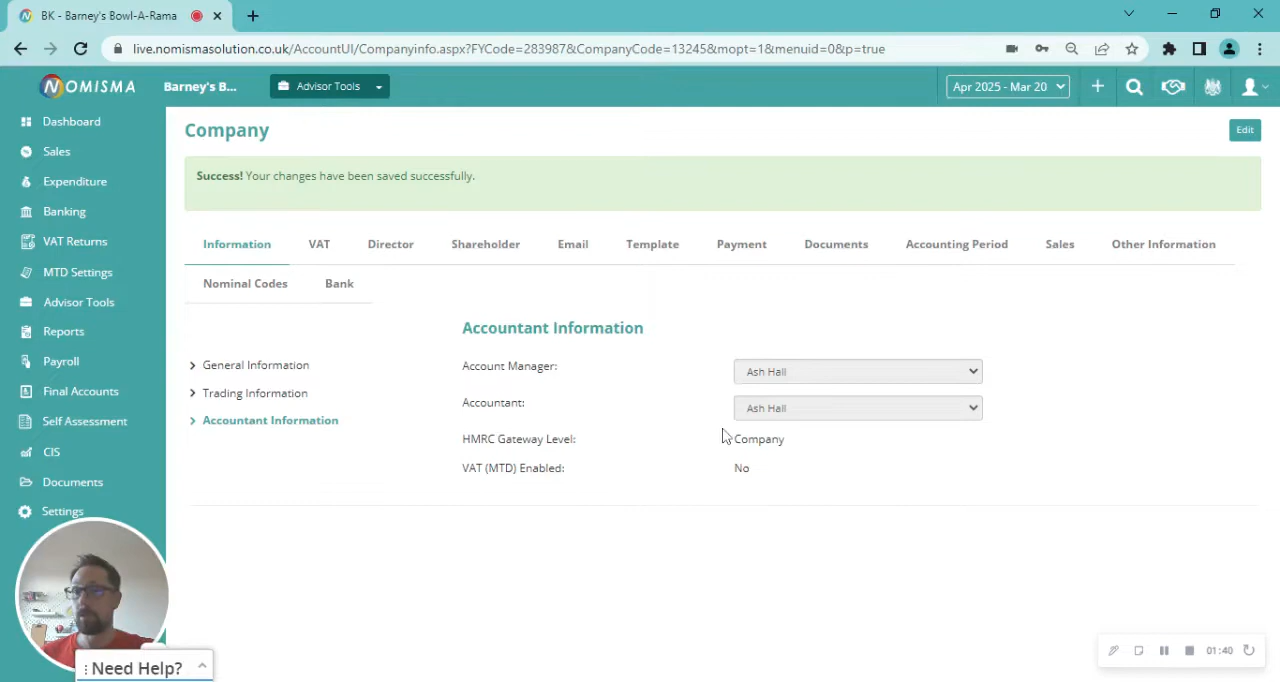 BK - Barney's Bowl-A-Rama
live.nomismasolution.co.uk/AccountUI/Companyinfo.aspx?FYCode=283987&CompanyCode=13245&mopt=1&menuid=0&p=true
NOMISMA
Barney's B...
Advisor Tools
Apr 2025 - Mar 20
Dashboard
Sales
Expenditure
Banking
VAT Returns
MTD Settings
Advisor Tools
Reports
Payroll
Final Accounts
Self Assessment
CIS
Documents
Settings
Company
Edit
Success! Your changes have been saved successfully.
Information VAT Director Shareholder Email Template Payment Documents Accounting Period Sales Other Information
Nominal Codes Bank
General Information
Trading Information
Accountant Information
Accountant Information
Account Manager: Ash Hall
Accountant: Ash Hall
HMRC Gateway Level: Company
VAT (MTD) Enabled: No
Need Help?
01:40